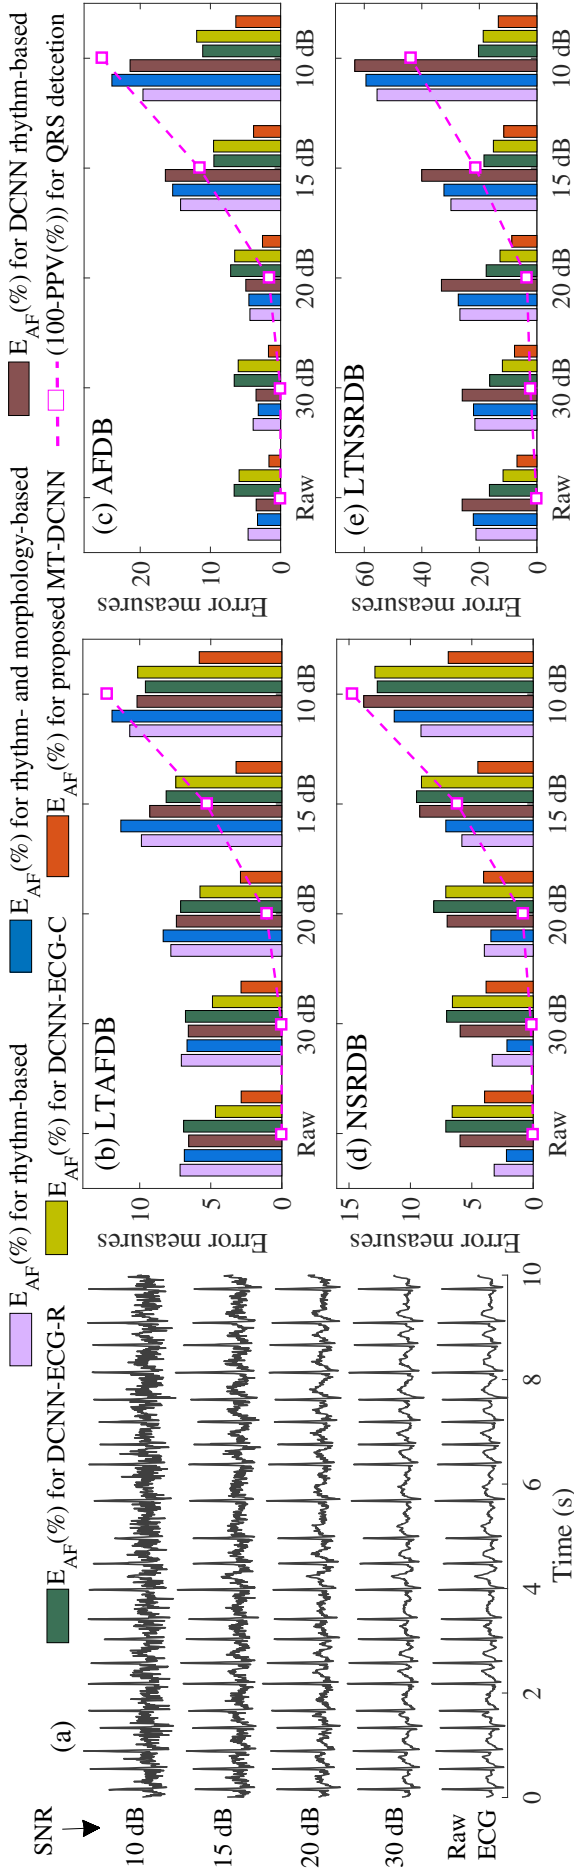 E_AF(%) for rhythm-based E_AF(%) for rhythm- and morphology-based E_AF(%) for DCNN rhythm-based
E_AF(%) for DCNN-ECG-R E_AF(%) for DCNN-ECG-C E_AF(%) for proposed MT-DCNN (100-PPV(%)) for QRS detcetion
SNR
(a)
10 dB
15 dB
20 dB
30 dB
Raw
ECG
0 2 4 6 8 10
Time (s)
(b) LTAFDB
Error measures
10
5
0
Raw 30 dB 20 dB 15 dB 10 dB
(c) AFDB
Error measures
20
10
0
Raw 30 dB 20 dB 15 dB 10 dB
(d) NSRDB
Error measures
15
10
5
0
Raw 30 dB 20 dB 15 dB 10 dB
(e) LTNSRDB
Error measures
60
40
20
0
Raw 30 dB 20 dB 15 dB 10 dB